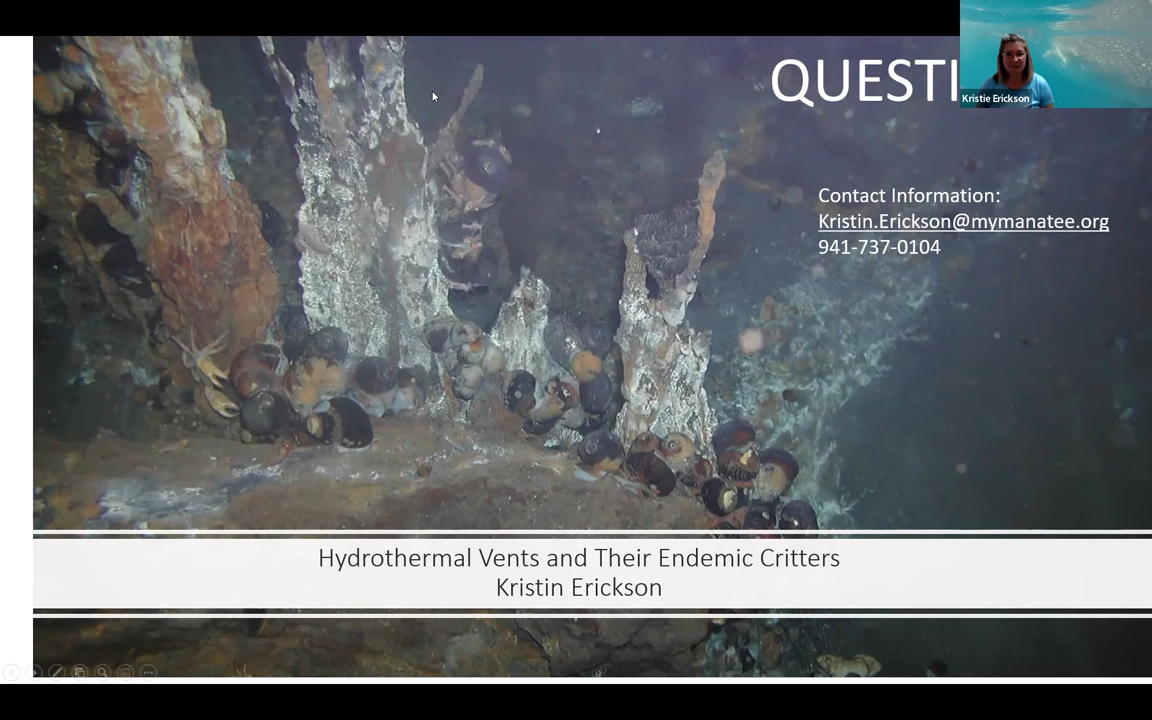 QUESTI
Kristie Erickson
Contact Information:
Kristin.Erickson@mymanatee.org
941-737-0104
Hydrothermal Vents and Their Endemic Critters
Kristin Erickson